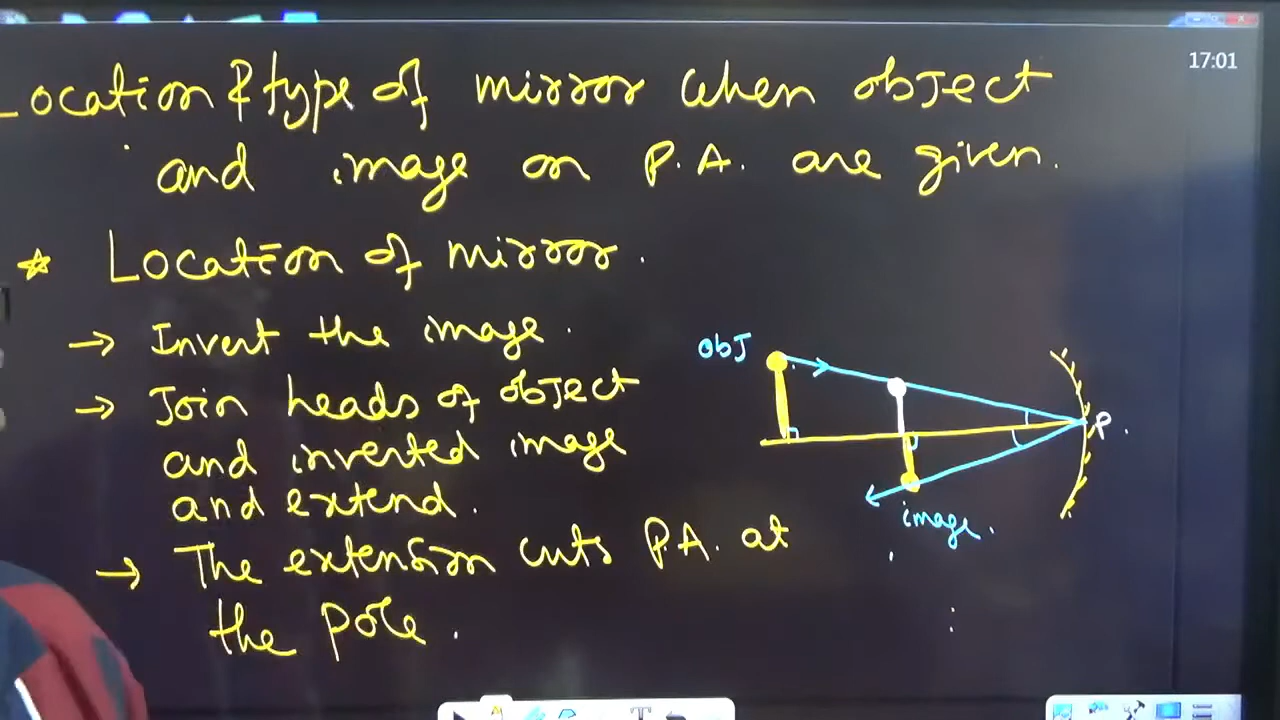 17:01
Location & type of mirror when object
and image on P.A. are given.
* Location of mirror.
→ Invert the image.
→ Join heads of object
and inverted image
and extend.
→ The extension cuts P.A. at
the pole.
obJ
P.
image.